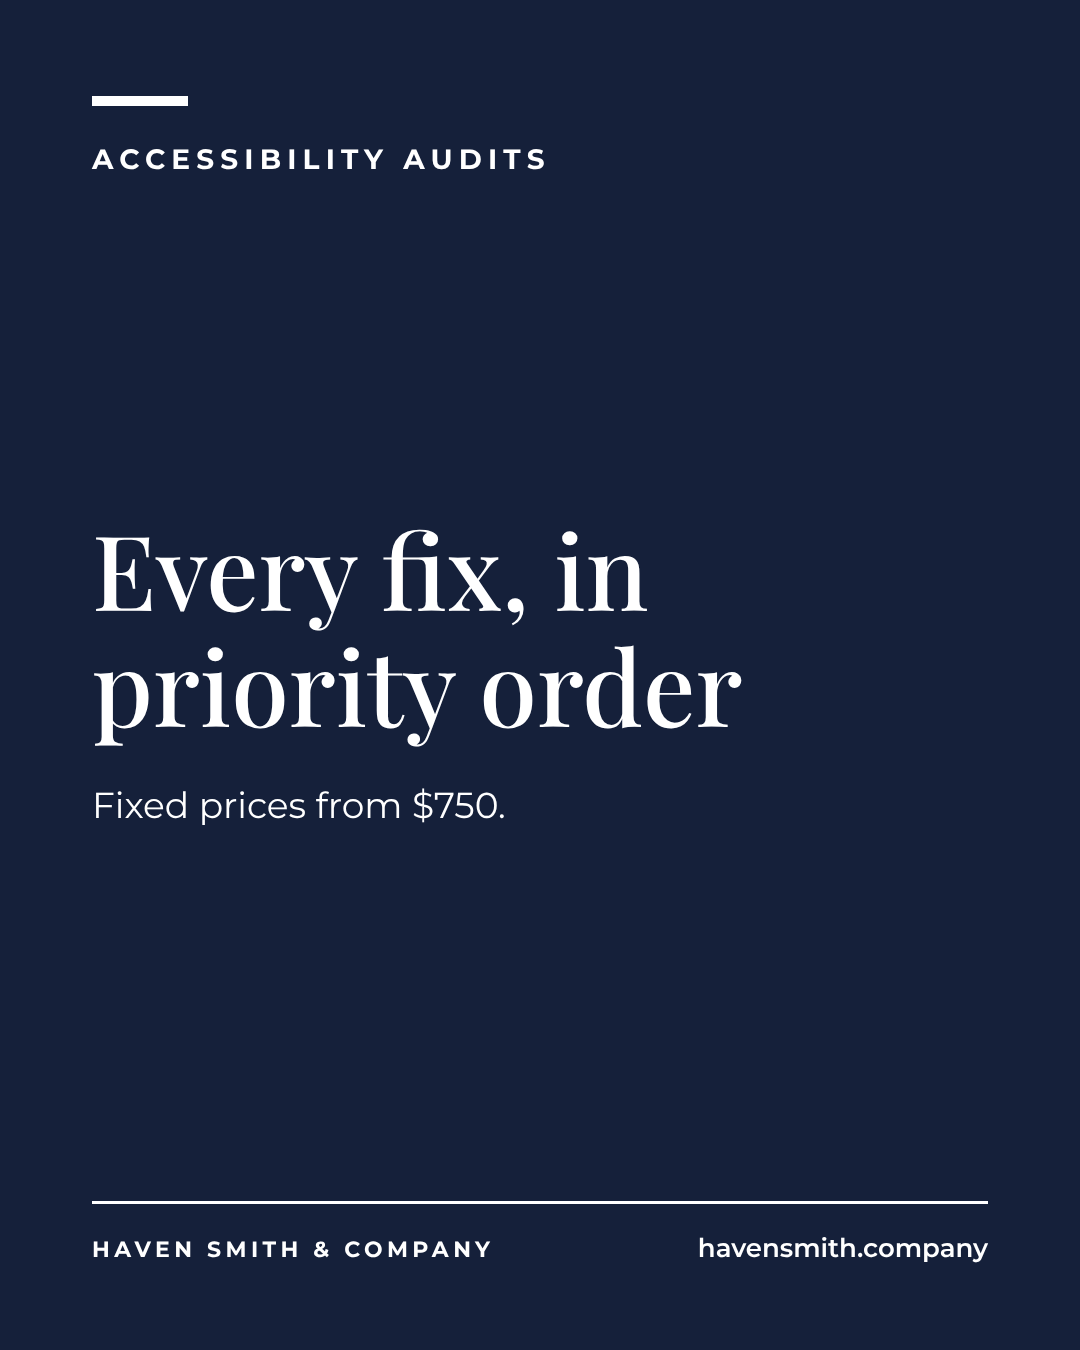 ACCESSIBILITY AUDITS
Every fix, in
priority order
Fixed prices from $750.
HAVEN SMITH & COMPANY
havensmith.company